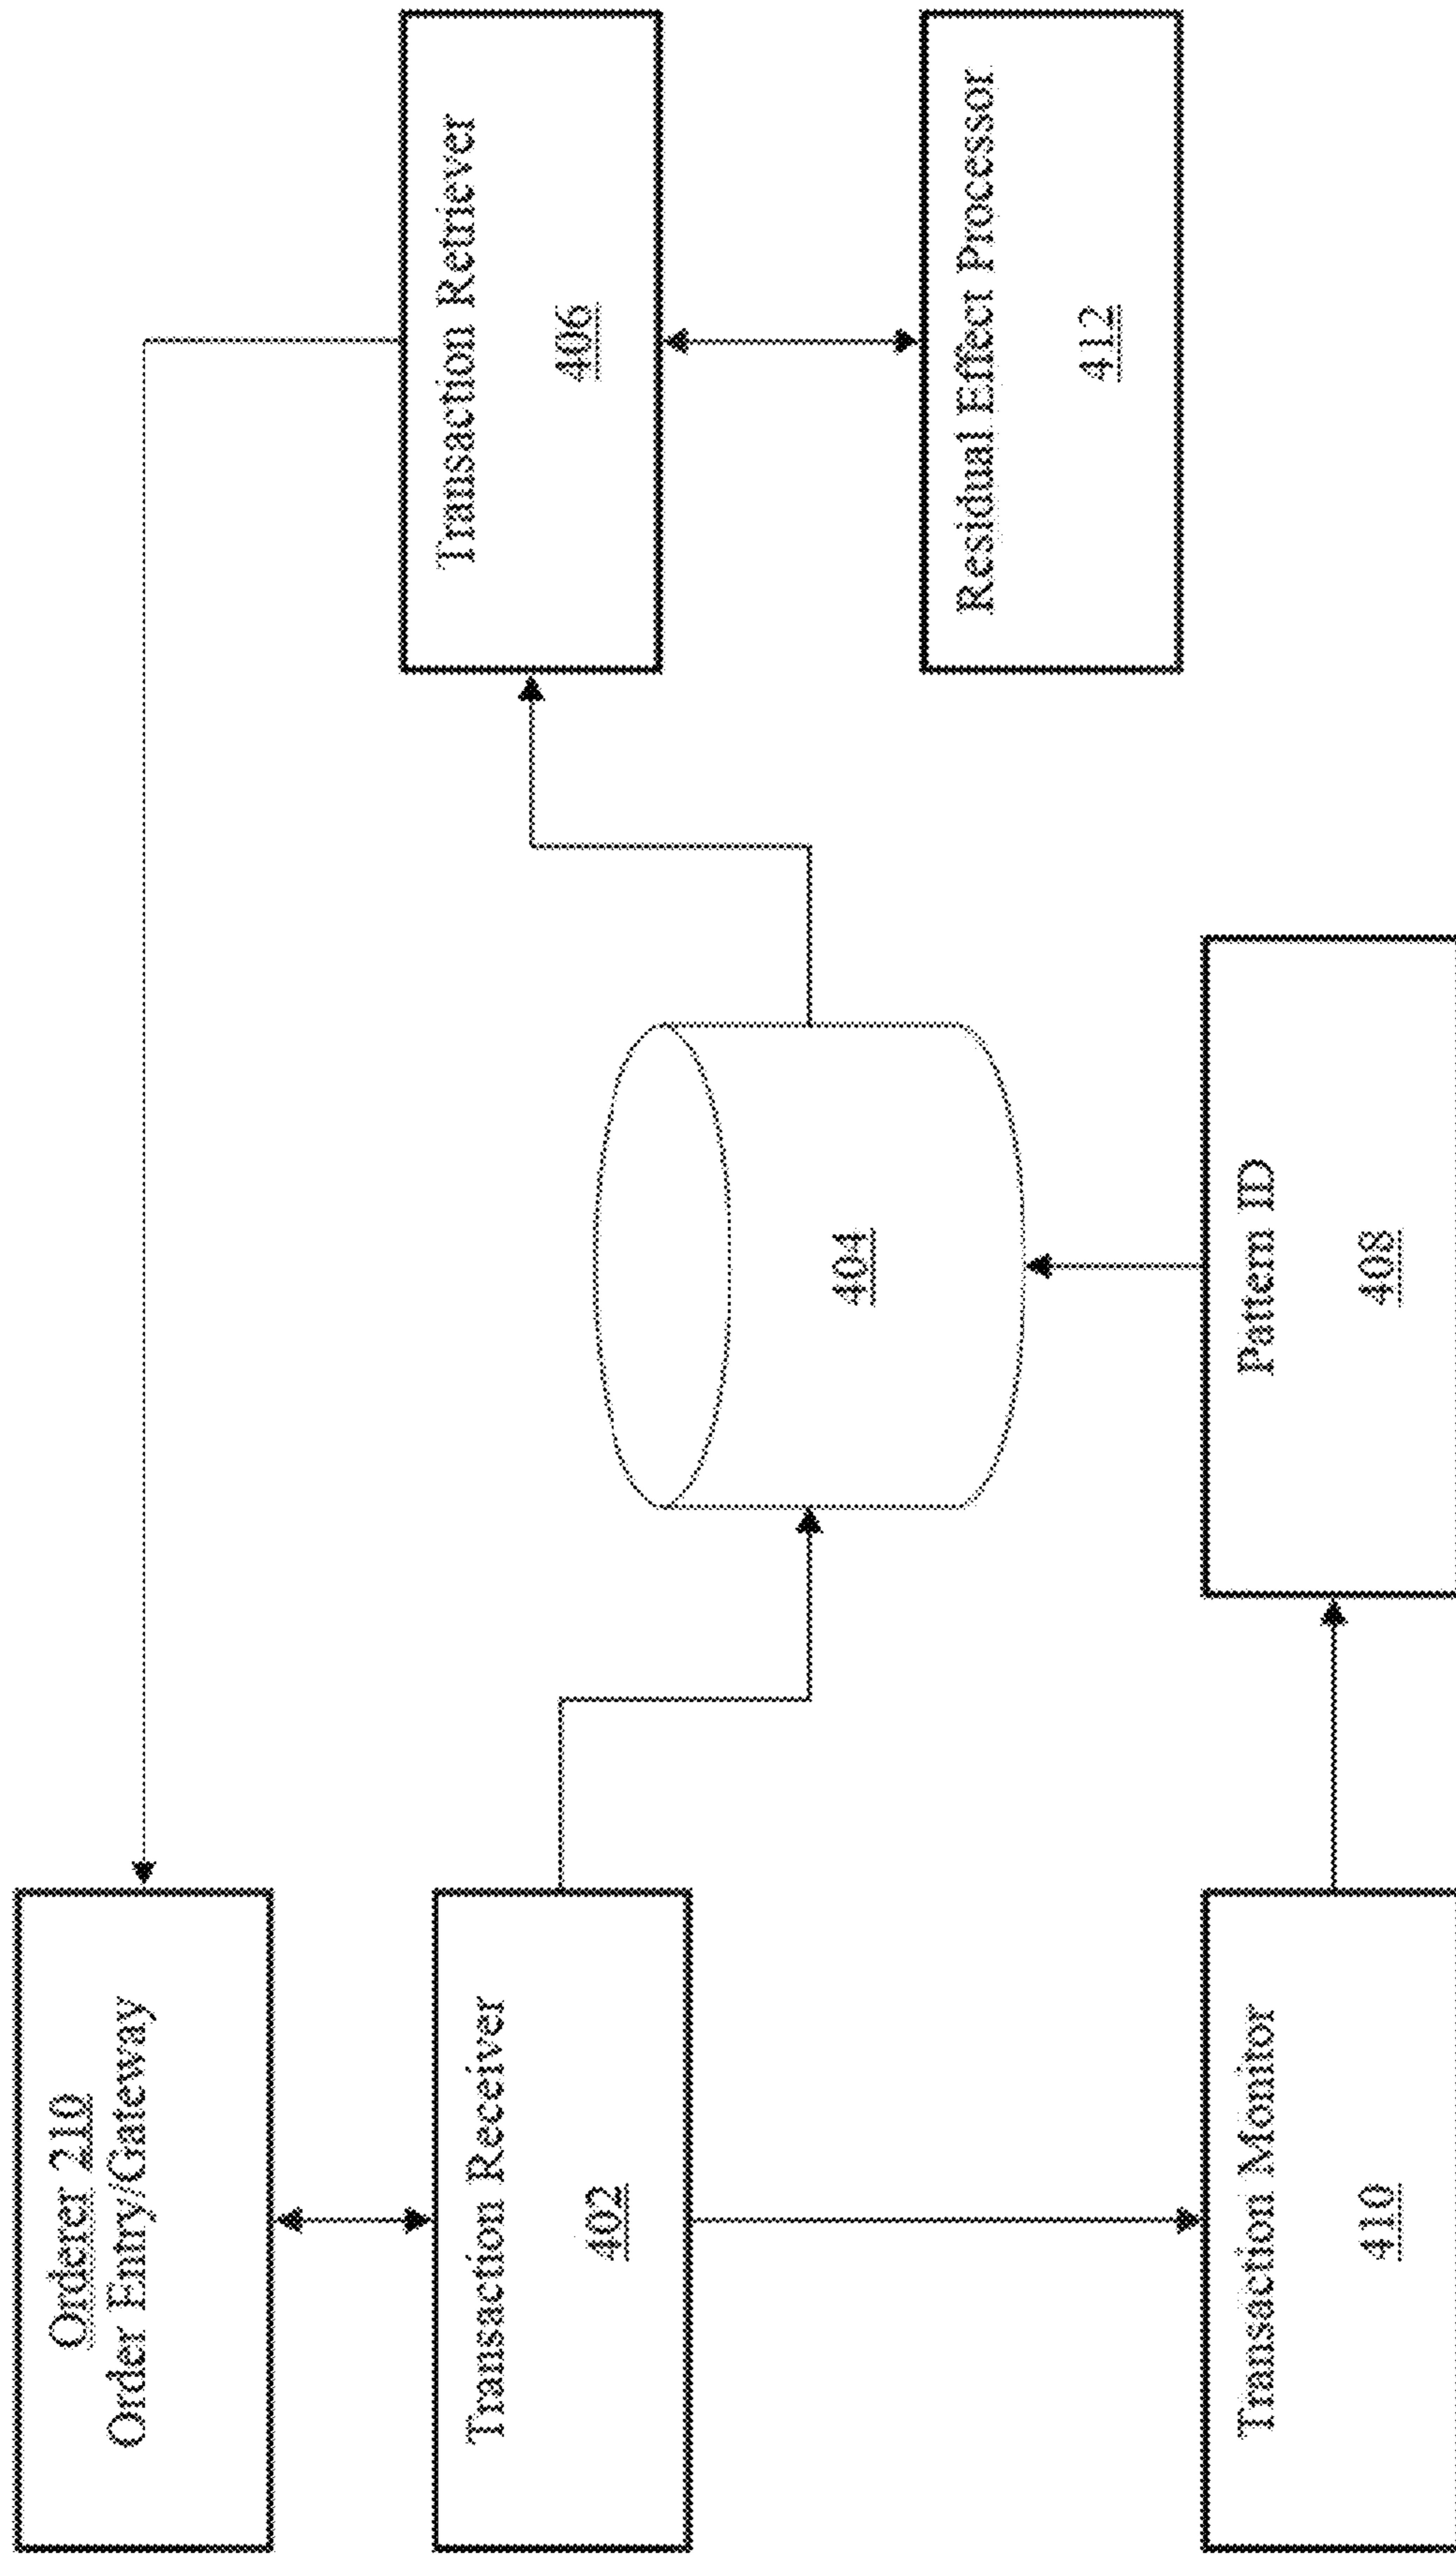 Orderer 210
Order Entry/Gateway
Transaction Receiver
402
Transaction Retriever
406
404
Residual Effect Processor
412
Transaction Monitor
410
Pattern ID
408